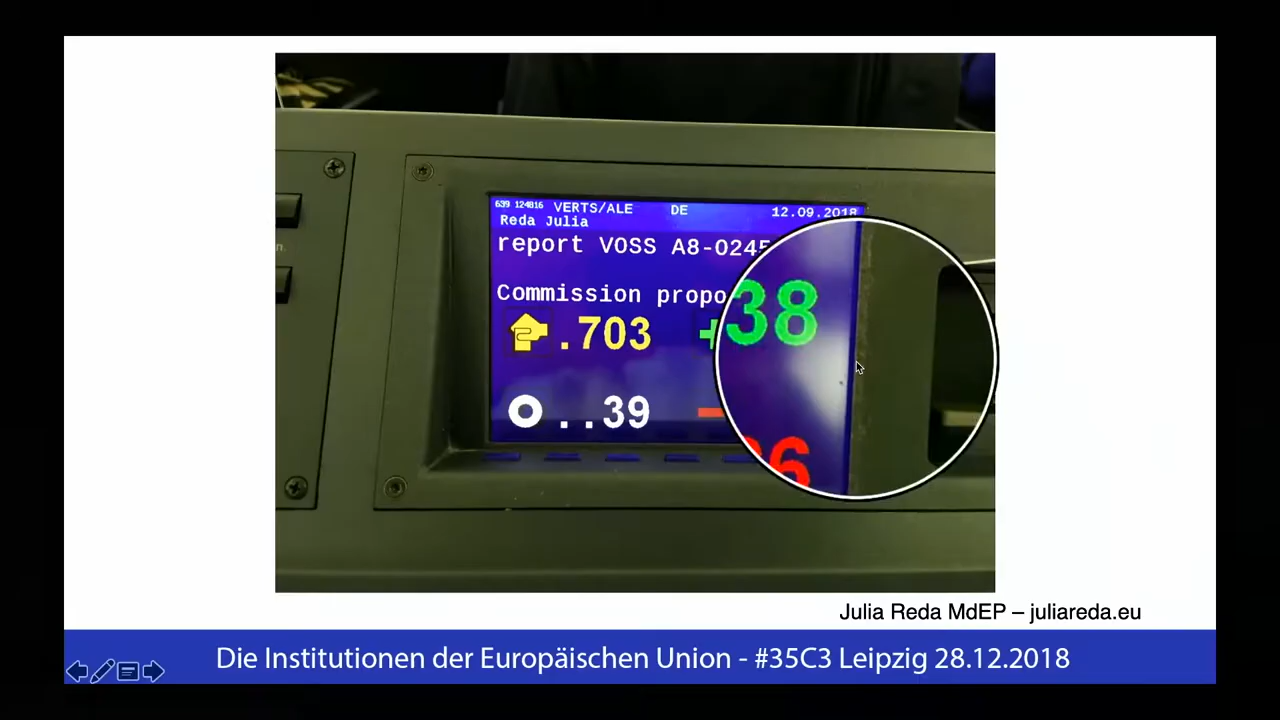 639 124816 VERTS/ALE DE 12.09.2018
Reda Julia
report VOSS A8-0245
Commission propo
.703 +38
..39 -
Julia Reda MdEP – juliareda.eu
Die Institutionen der Europäischen Union - #35C3 Leipzig 28.12.2018